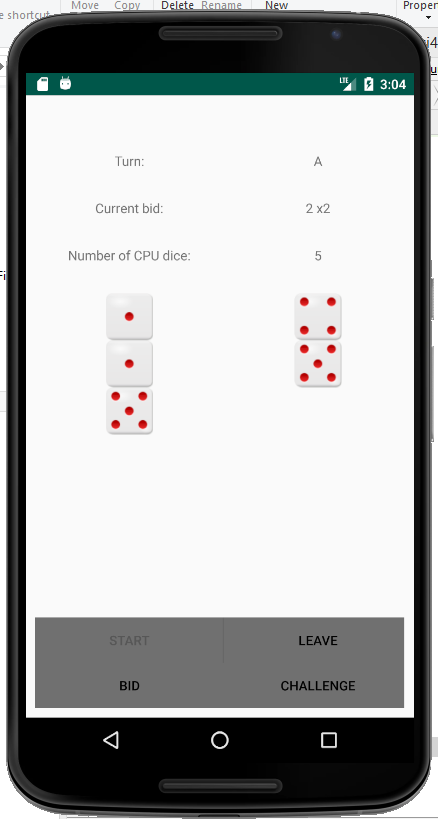 e shortcut
Move Copy Delete Rename New Proper
LTE 3:04
Turn: A
Current bid: 2 x2
Number of CPU dice: 5
START LEAVE
BID CHALLENGE